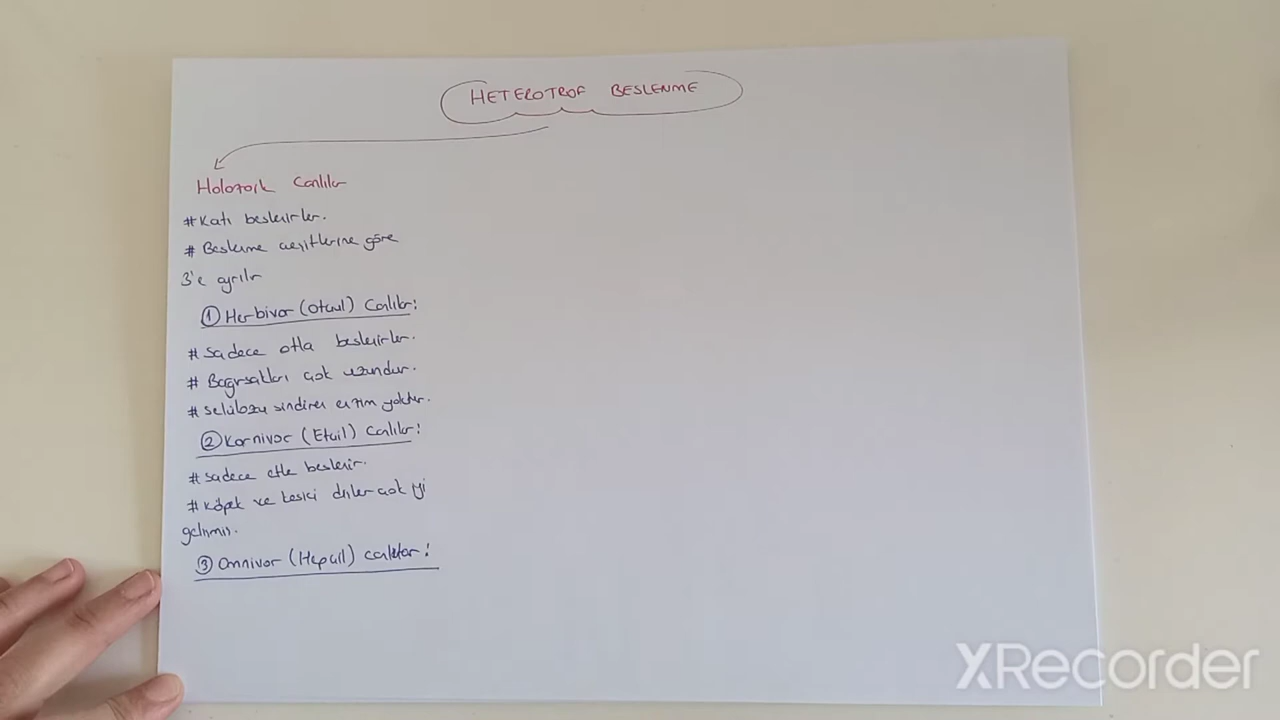 HETEROTROF BESLENME
Holozoik Canlılar
# Katı beslenirler.
# Beslenme çeşitlerine göre
3'e ayrılır
① Herbivor (Otçul) Canlılar:
# Sadece otla beslenirler.
# Bağırsakları çok uzundur.
# Selülozu sindiren enzim yoktur.
② Karnivor (Etçil) Canlılar:
# Sadece etle beslenir.
# Köpek ve kesici dişler çok iyi
gelişmiş.
③ Omnivor (Hepçil) canlılar:
XRecorder